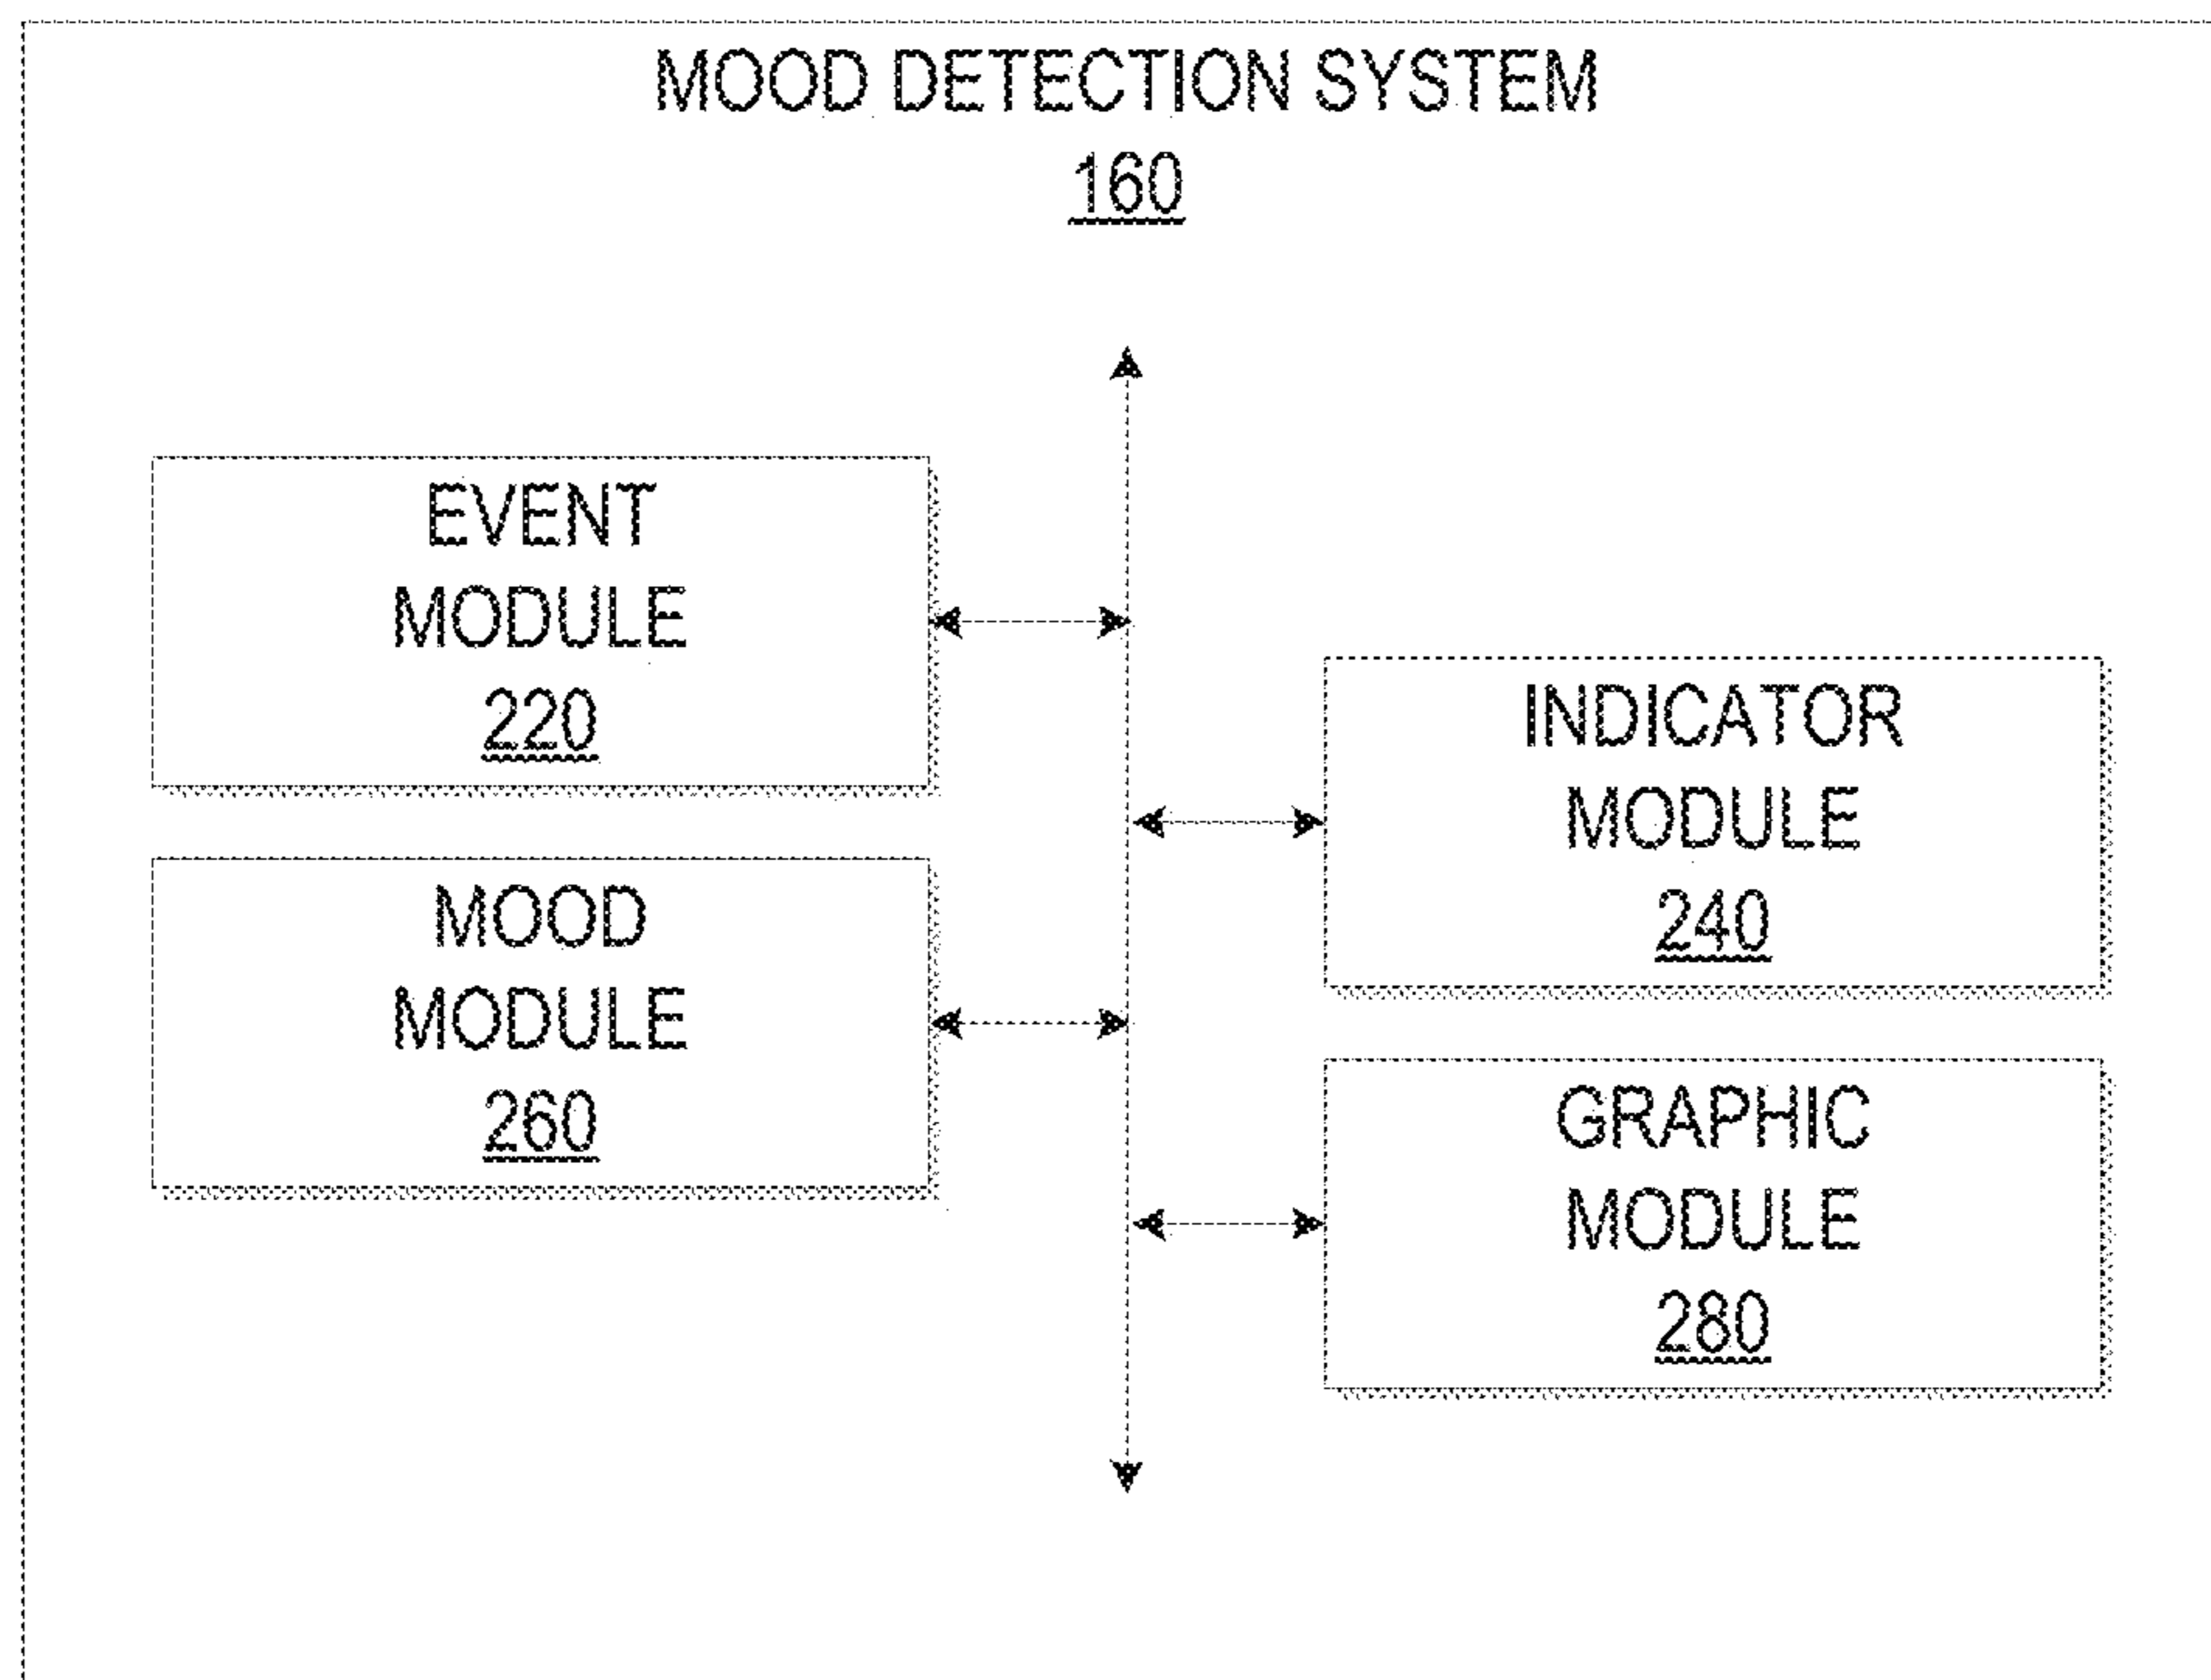 MOOD DETECTION SYSTEM
160
EVENT
MODULE
220
INDICATOR
MODULE
240
MOOD
MODULE
260
GRAPHIC
MODULE
280